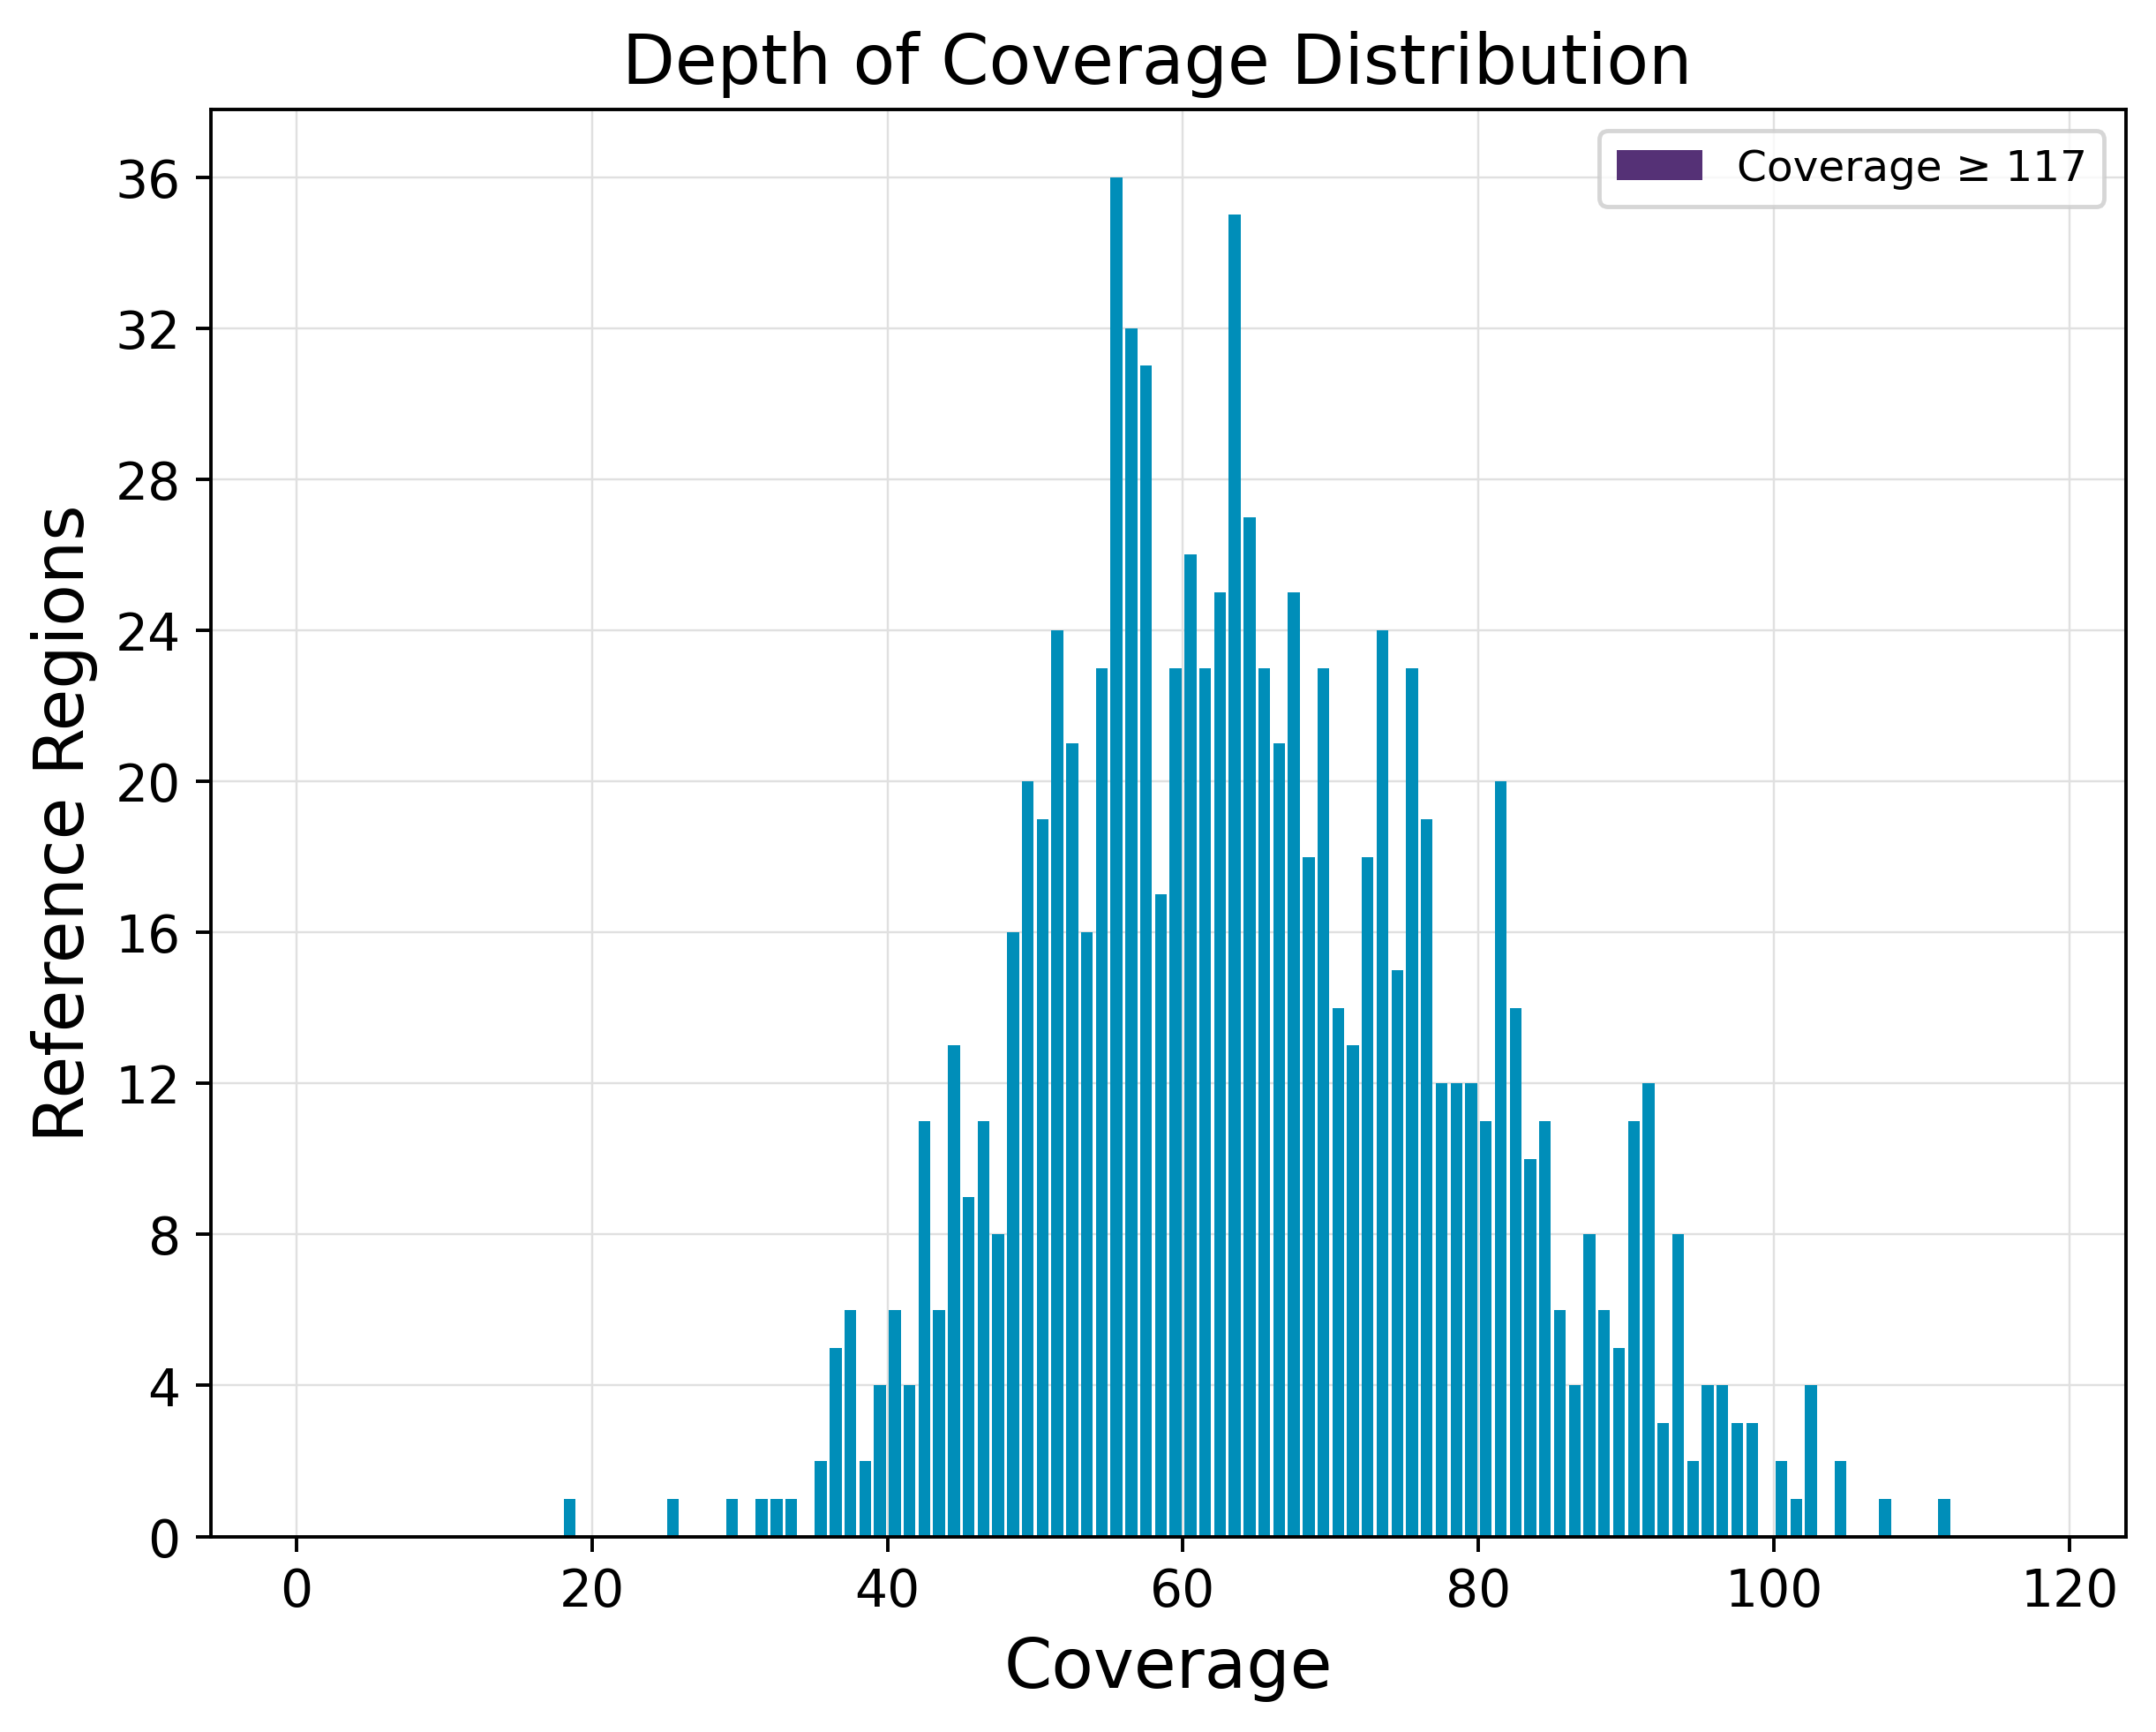 Depth of Coverage Distribution
Coverage ≥ 117
Reference Regions
36
32
28
24
20
16
12
8
4
0
0 20 40 60 80 100 120
Coverage